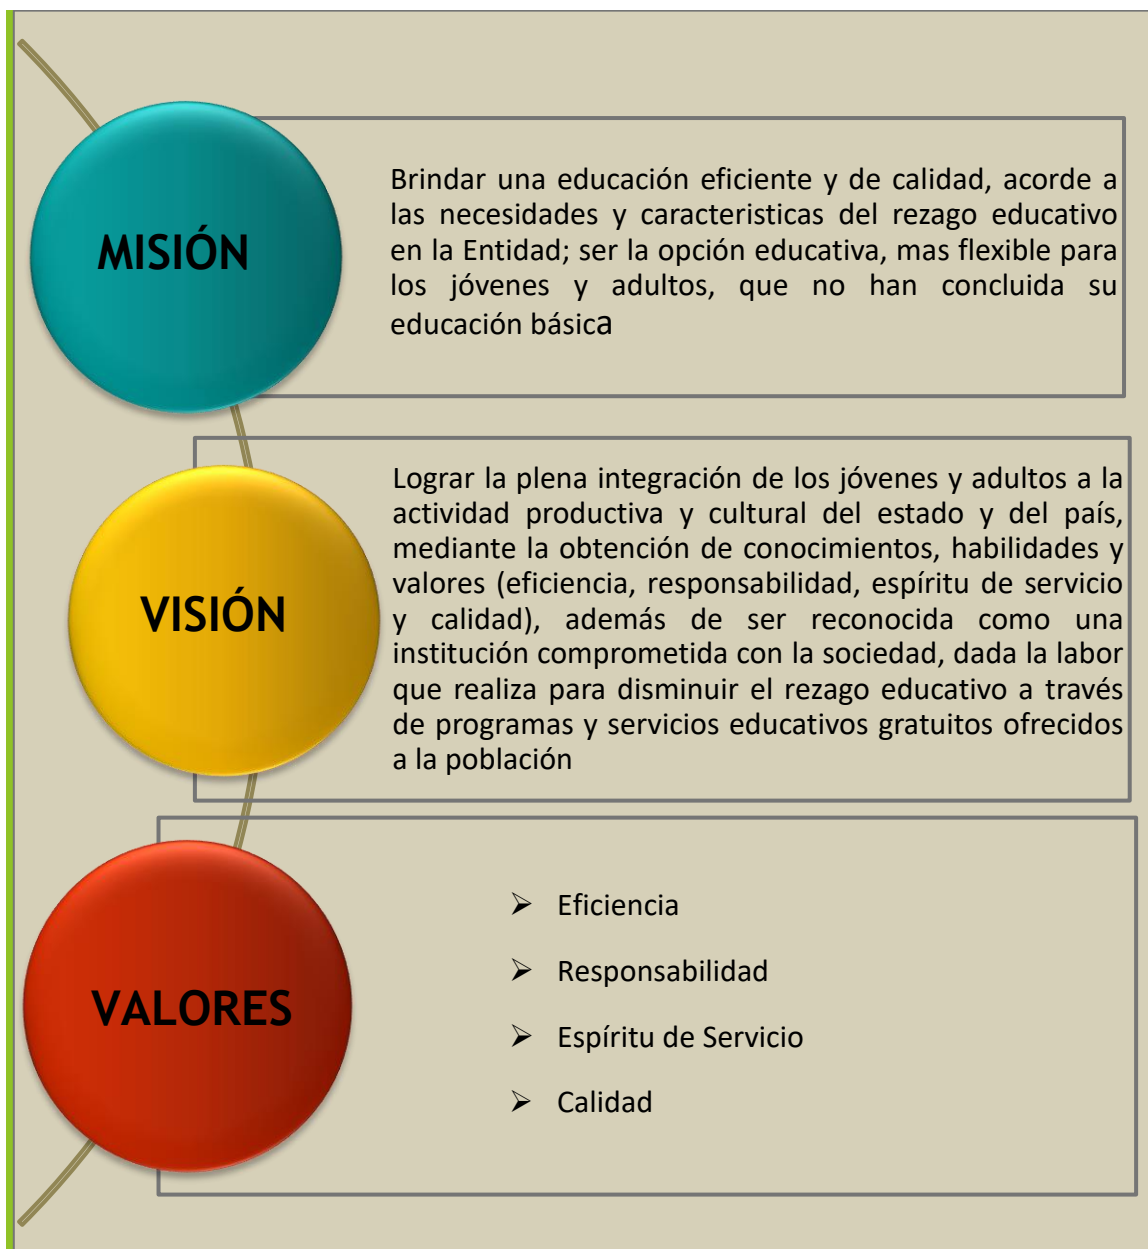 MISIÓN
Brindar una educación eficiente y de calidad, acorde a
las necesidades y caracteristicas del rezago educativo
en la Entidad; ser la opción educativa, mas flexible para
los jóvenes y adultos, que no han concluida su
educación básica
VISIÓN
Lograr la plena integración de los jóvenes y adultos a la
actividad productiva y cultural del estado y del país,
mediante la obtención de conocimientos, habilidades y
valores (eficiencia, responsabilidad, espíritu de servicio
y calidad), además de ser reconocida como una
institución comprometida con la sociedad, dada la labor
que realiza para disminuir el rezago educativo a través
de programas y servicios educativos gratuitos ofrecidos
a la población
VALORES
➢ Eficiencia
➢ Responsabilidad
➢ Espíritu de Servicio
➢ Calidad